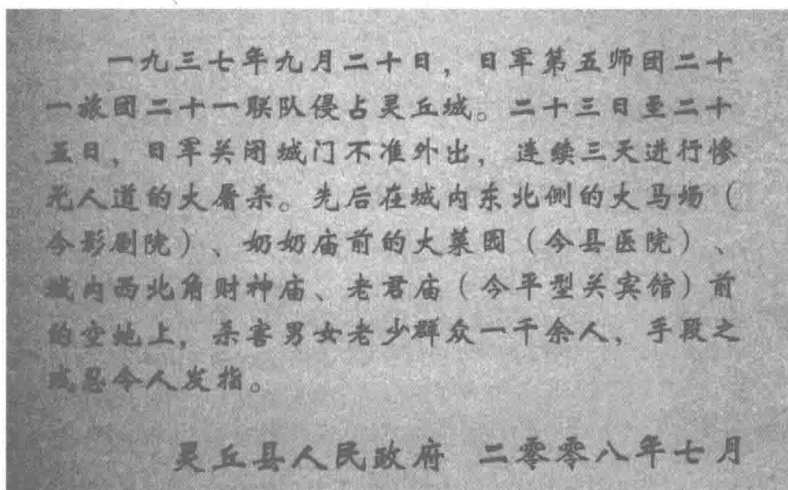 一九三七年九月二十日，日军第五师团二十
一旅团二十一联队侵占灵丘城。二十三日至二十
五日，日军关闭城门不准外出，连续三天进行惨
无人道的大屠杀。先后在城内东北侧的大马场（
今影剧院）、奶奶庙前的大菜园（今县医院）、
城内西北角财神庙、老君庙（今平型关宾馆）前
的空地上，杀害男女老少群众一千余人，手段之
残忍令人发指。
灵丘县人民政府 二零零八年七月